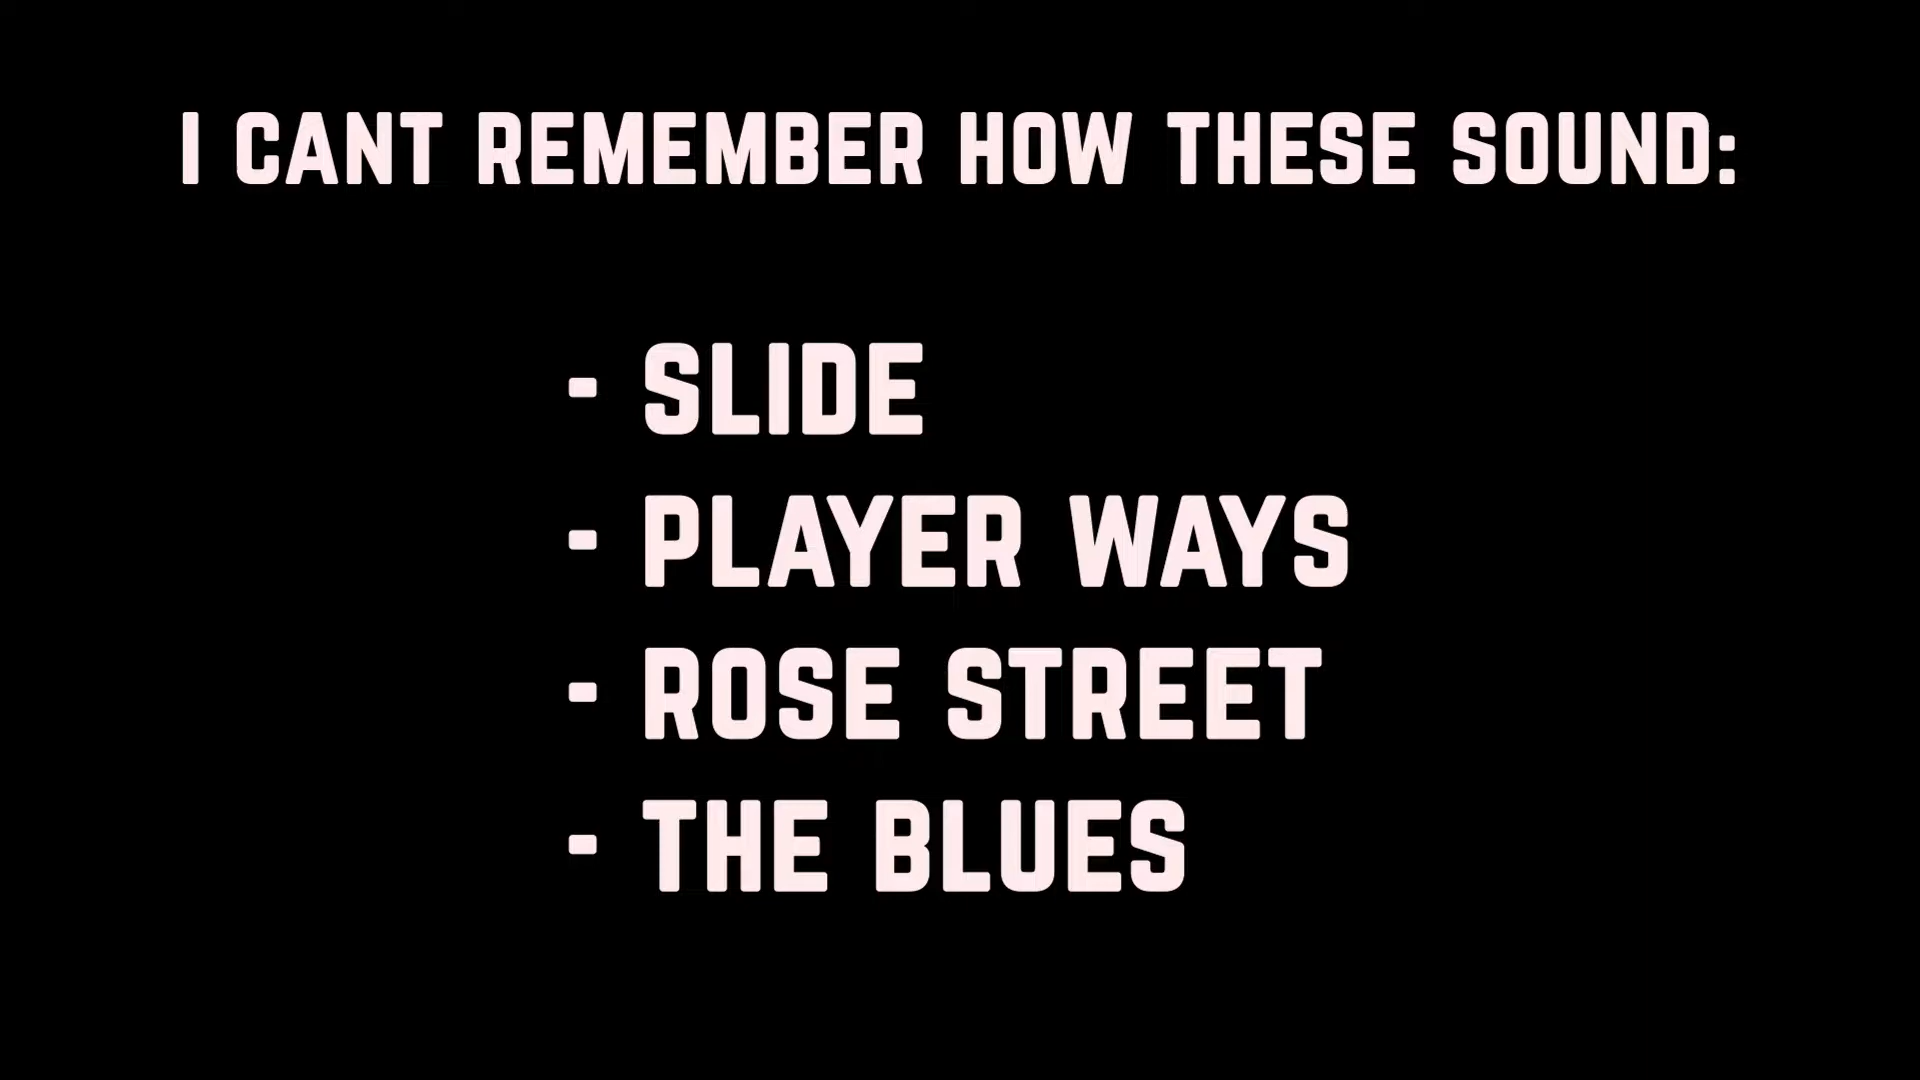 I CANT REMEMBER HOW THESE SOUND:
- SLIDE
- PLAYER WAYS
- ROSE STREET
- THE BLUES